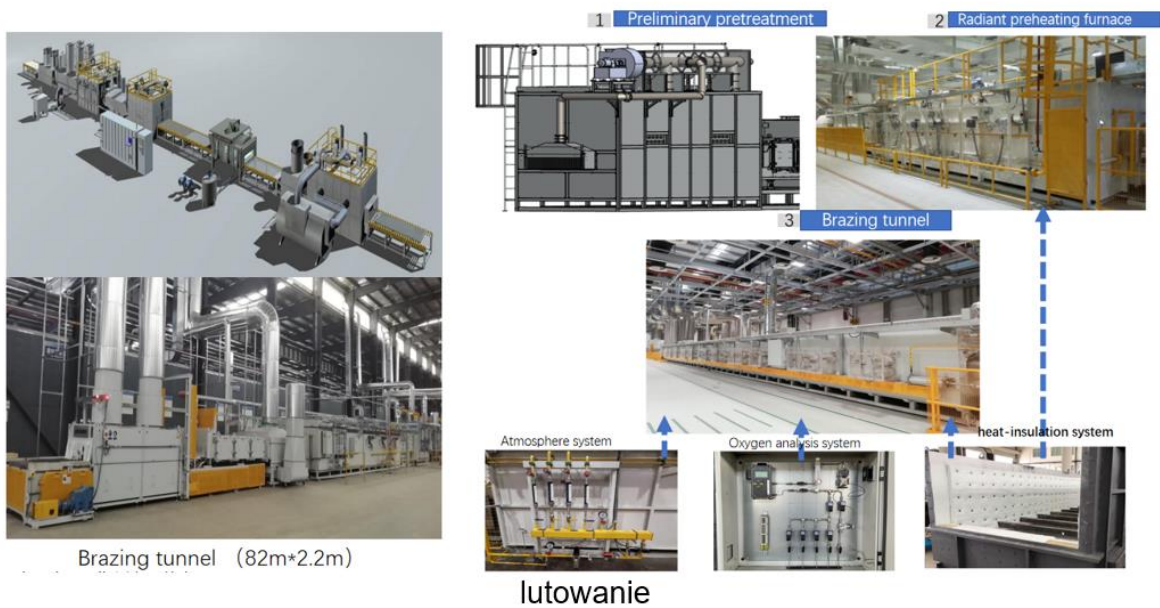 1 Preliminary pretreatment
2 Radiant preheating furnace
3 Brazing tunnel
Atmosphere system
Oxygen analysis system
heat-insulation system
Brazing tunnel （82m*2.2m）
lutowanie